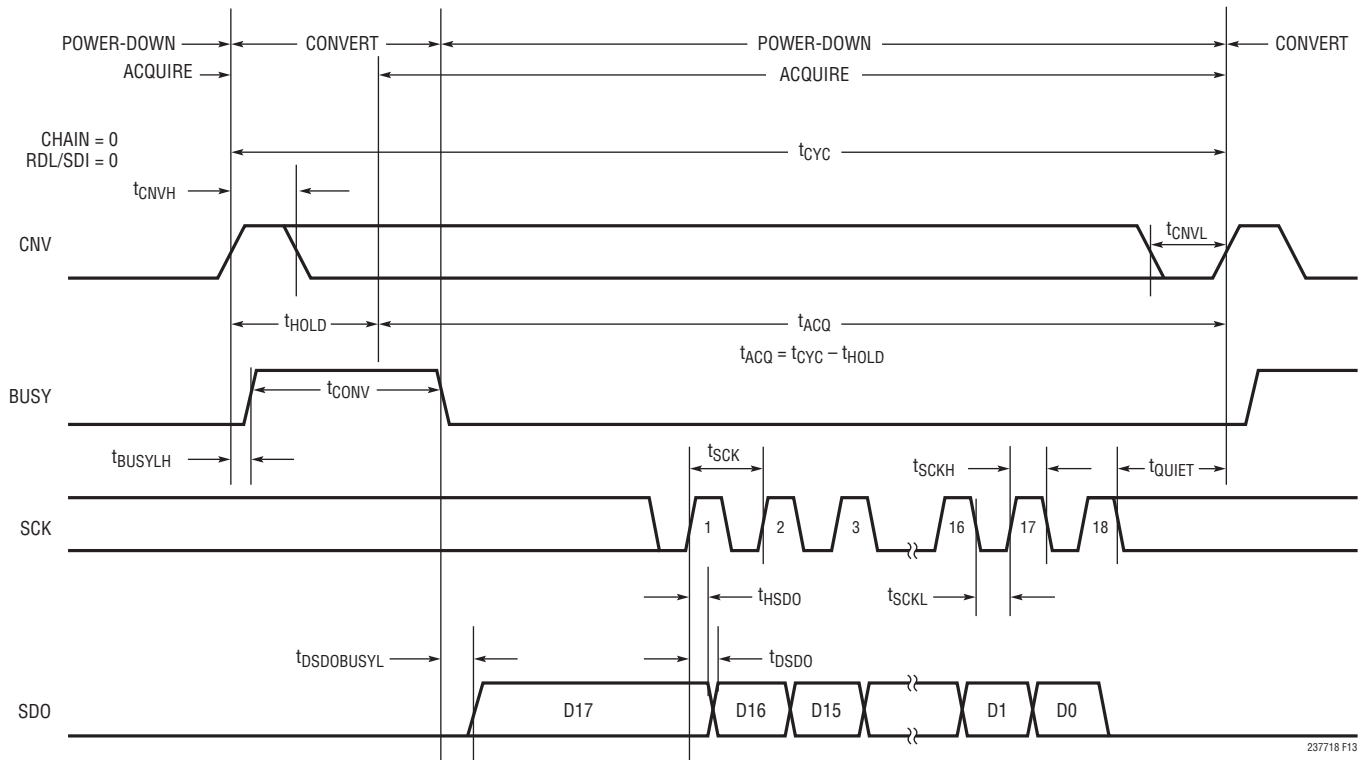 POWER-DOWN CONVERT POWER-DOWN CONVERT
ACQUIRE ACQUIRE
CHAIN = 0
RDL/SDI = 0
tCYC
tCNVH
CNV
tCNVL
tHOLD tACQ
tACQ = tCYC – tHOLD
BUSY
tCONV
tBUSYLH
tSCK tSCKH tQUIET
SCK
1 2 3 16 17 18
tHSDO tSCKL
tDSDOBUSYL tDSDO
SDO
D17 D16 D15 D1 D0
237718 F13